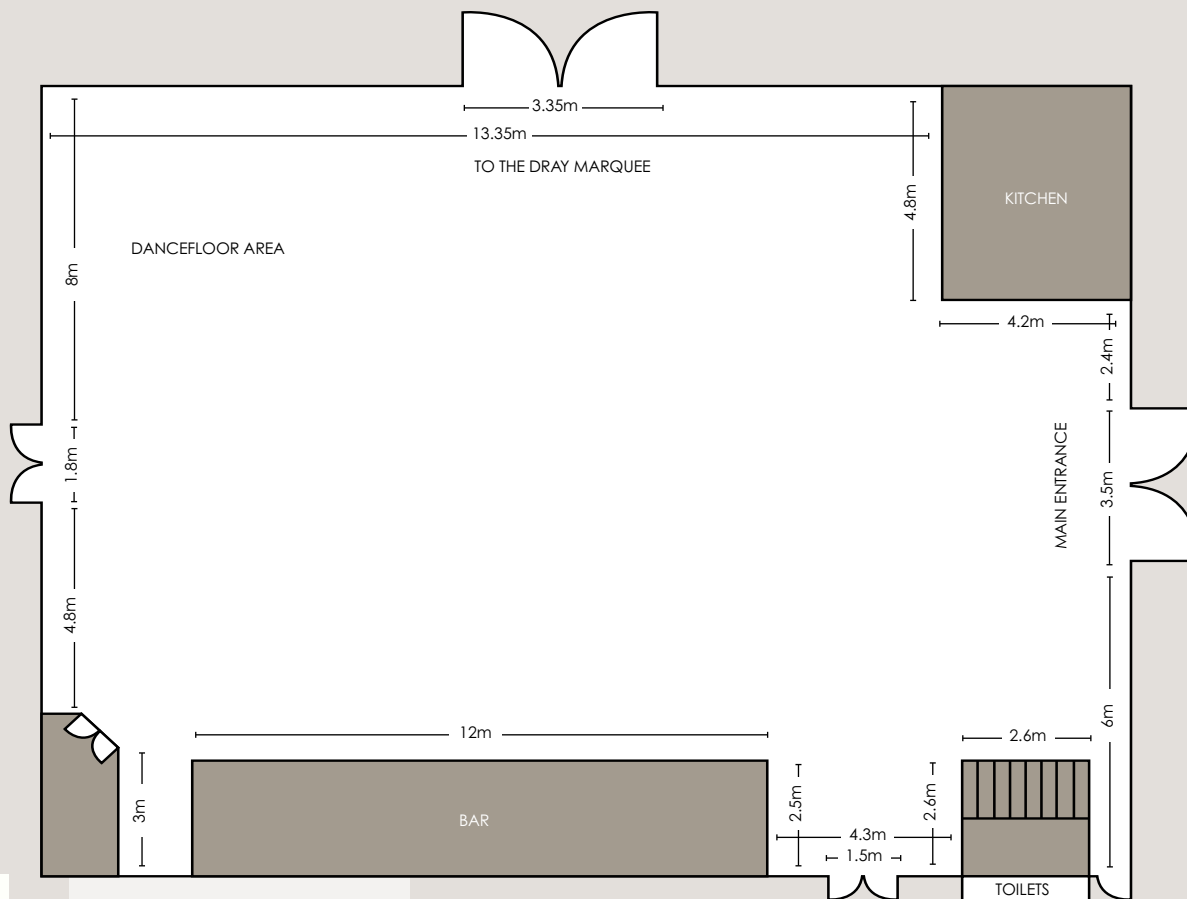 3.35m
13.35m
TO THE DRAY MARQUEE
4.8m
KITCHEN
DANCEFLOOR AREA
8m
4.2m
2.4m
1.8m
MAIN ENTRANCE
3.5m
4.8m
6m
12m
2.6m
3m
BAR
2.5m
2.6m
4.3m
1.5m
TOILETS